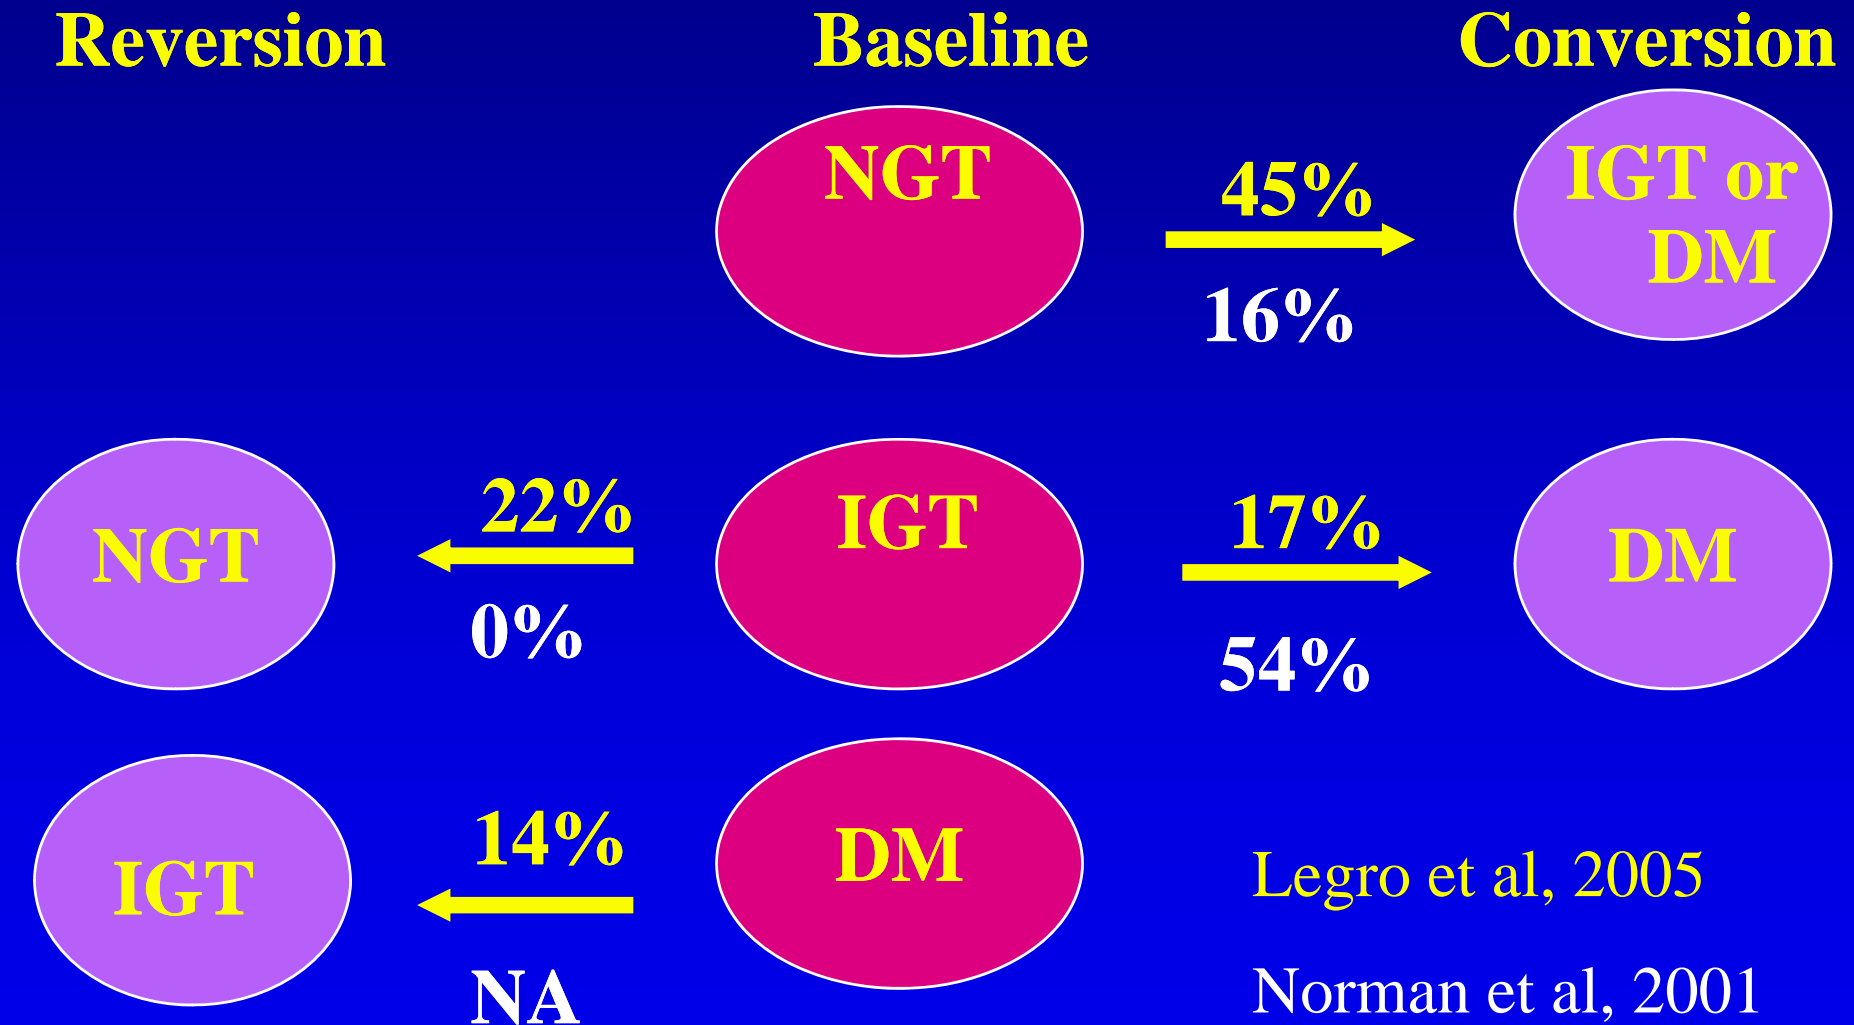 Reversion Baseline Conversion
NGT
45%
16%
IGT or
DM
NGT
22%
0%
IGT
17%
54%
DM
IGT
14%
NA
DM
Legro et al, 2005
Norman et al, 2001